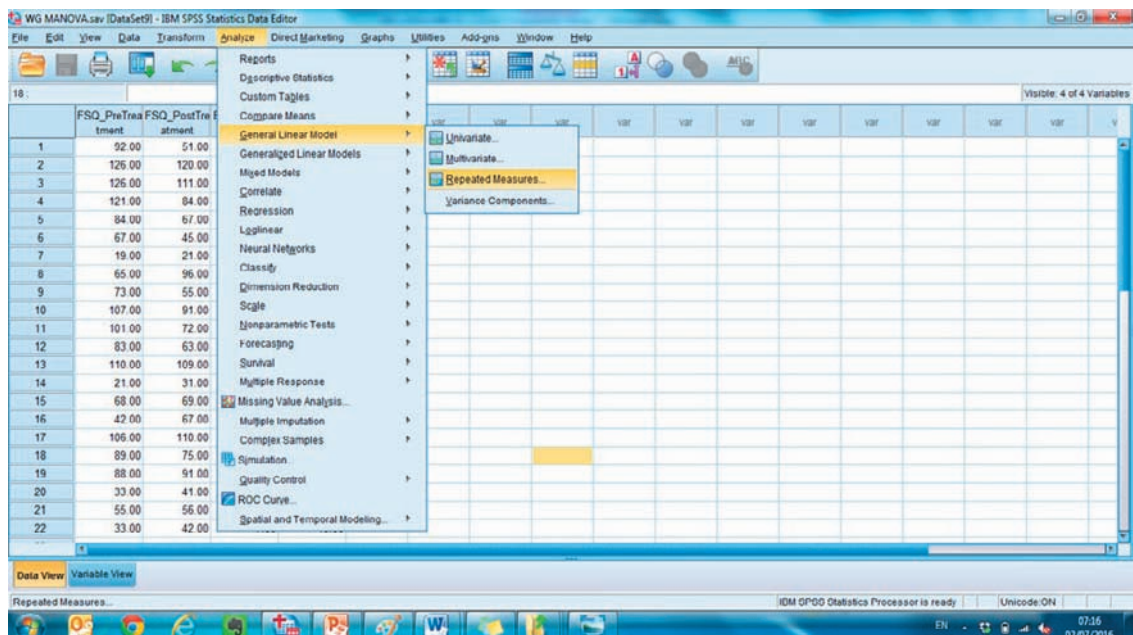 WG MANOVA.sav [DataSet9] - IBM SPSS Statistics Data Editor
File Edit View Data Transform Analyze Direct Marketing Graphs Utilities Add-ons Window Help
18 :
Visible: 4 of 4 Variables
FSQ_PreTreatment FSQ_PostTreatment var var var var var var var var var
1 92.00 51.00
2 126.00 120.00
3 126.00 111.00
4 121.00 84.00
5 84.00 67.00
6 67.00 45.00
7 19.00 21.00
8 65.00 96.00
9 73.00 55.00
10 107.00 91.00
11 101.00 72.00
12 83.00 63.00
13 110.00 109.00
14 21.00 31.00
15 68.00 69.00
16 42.00 67.00
17 106.00 110.00
18 89.00 75.00
19 88.00 91.00
20 33.00 41.00
21 55.00 56.00
22 33.00 42.00
Reports
Descriptive Statistics
Custom Tables
Compare Means
General Linear Model
Generalized Linear Models
Mixed Models
Correlate
Regression
Loglinear
Neural Networks
Classify
Dimension Reduction
Scale
Nonparametric Tests
Forecasting
Survival
Multiple Response
Missing Value Analysis...
Multiple Imputation
Complex Samples
Simulation...
Quality Control
ROC Curve...
Spatial and Temporal Modeling...
Univariate...
Multivariate...
Repeated Measures...
Variance Components...
Data View Variable View
Repeated Measures...
IBM SPSS Statistics Processor is ready Unicode:ON
EN 07:16
02/07/2016